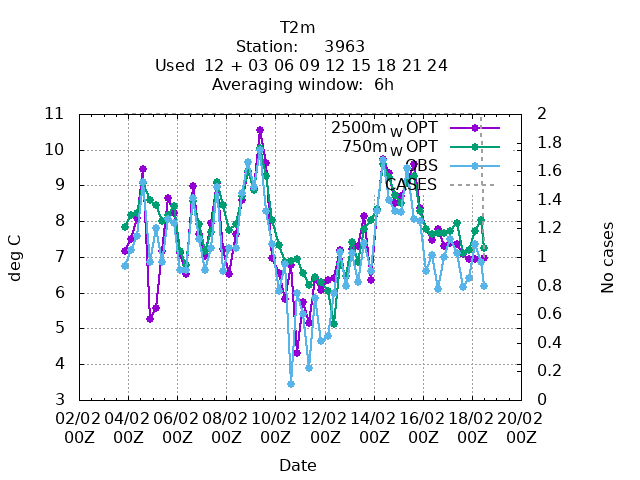 T2m
Station:     3963
Used  12 + 03 06 09 12 15 18 21 24
Averaging window:  6h
2500m_W OPT
750m_W OPT
OBS
CASES
deg C
11
10
9
8
7
6
5
4
3
No cases
2
1.8
1.6
1.4
1.2
1
0.8
0.6
0.4
0.2
0
02/02 04/02 06/02 08/02 10/02 12/02 14/02 16/02 18/02 20/02
00Z 00Z 00Z 00Z 00Z 00Z 00Z 00Z 00Z 00Z
Date